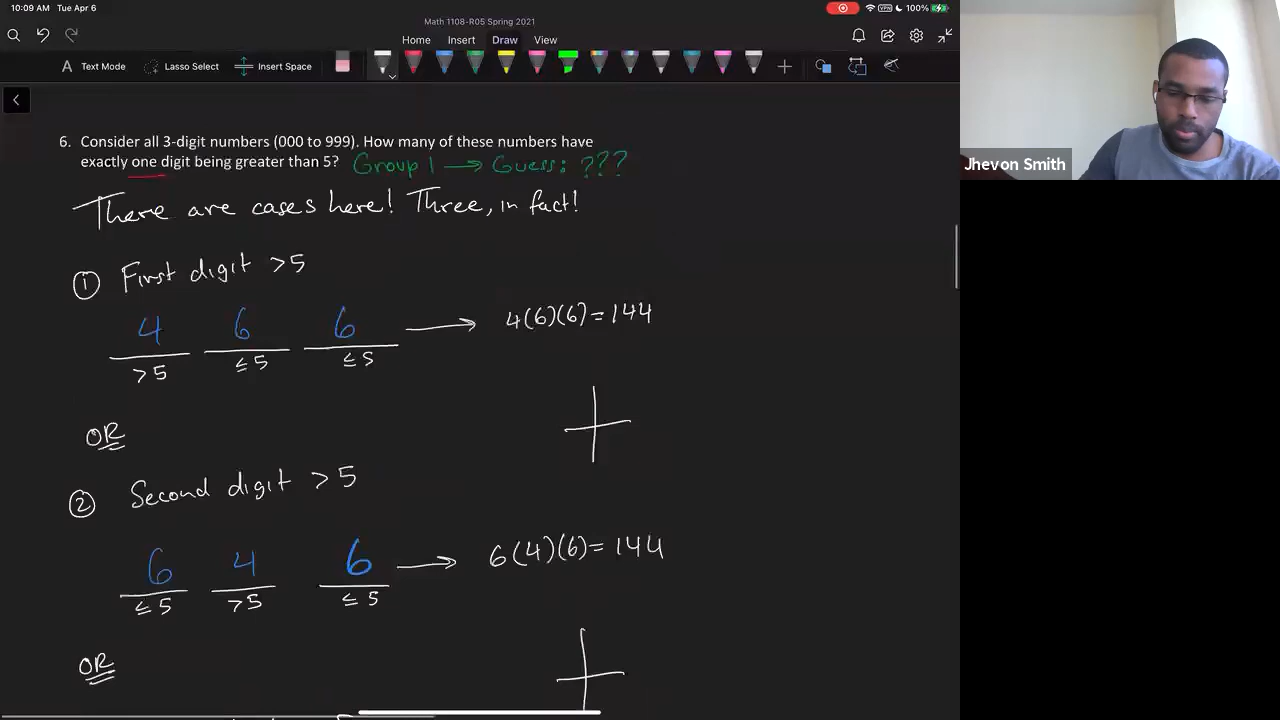 10:09 AM Tue Apr 6
100%
Math 1108-R05 Spring 2021
Home Insert Draw View
Text Mode Lasso Select Insert Space
6. Consider all 3-digit numbers (000 to 999). How many of these numbers have
exactly one digit being greater than 5? Group 1 → Guess: ???
Jhevon Smith
There are cases here! Three, in fact!
① First digit >5
4 6 6 → 4(6)(6)=144
>5 ≤5 ≤5
OR +
② Second digit >5
6 4 6 → 6(4)(6)=144
≤5 >5 ≤5
OR +